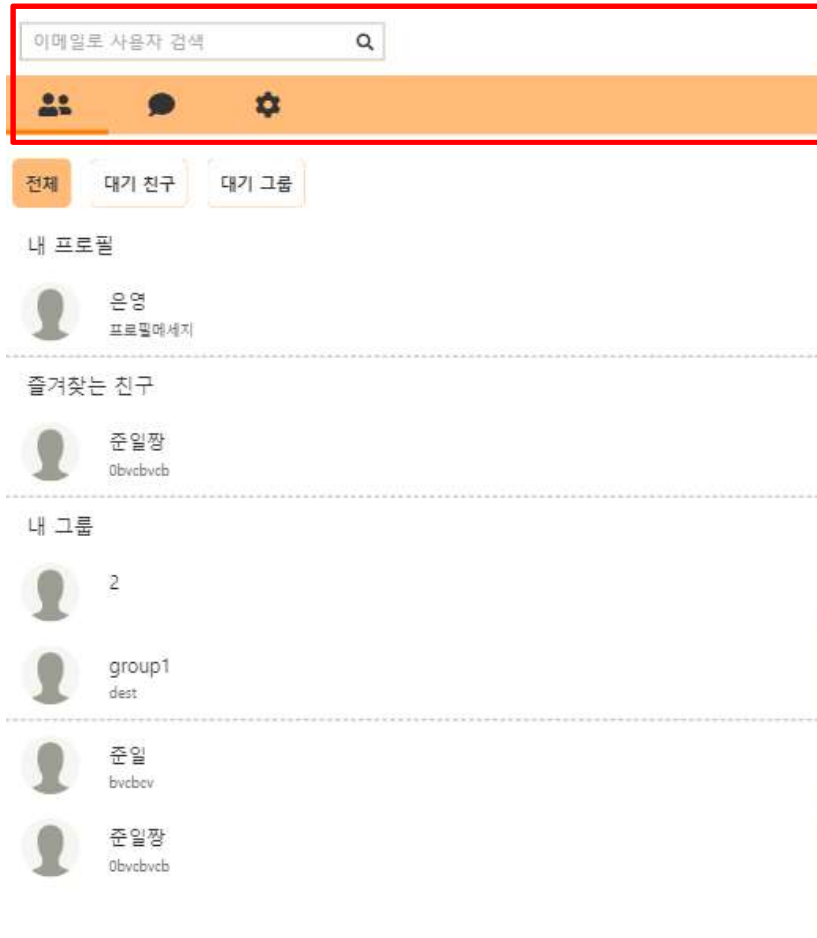 이메일로 사용자 검색
전체 대기 친구 대기 그룹
내 프로필
은영
프로필메세지
즐겨찾는 친구
준일짱
0bvcbvcb
내 그룹
2
group1
dest
준일
bvcbcv
준일짱
0bvcbvcb